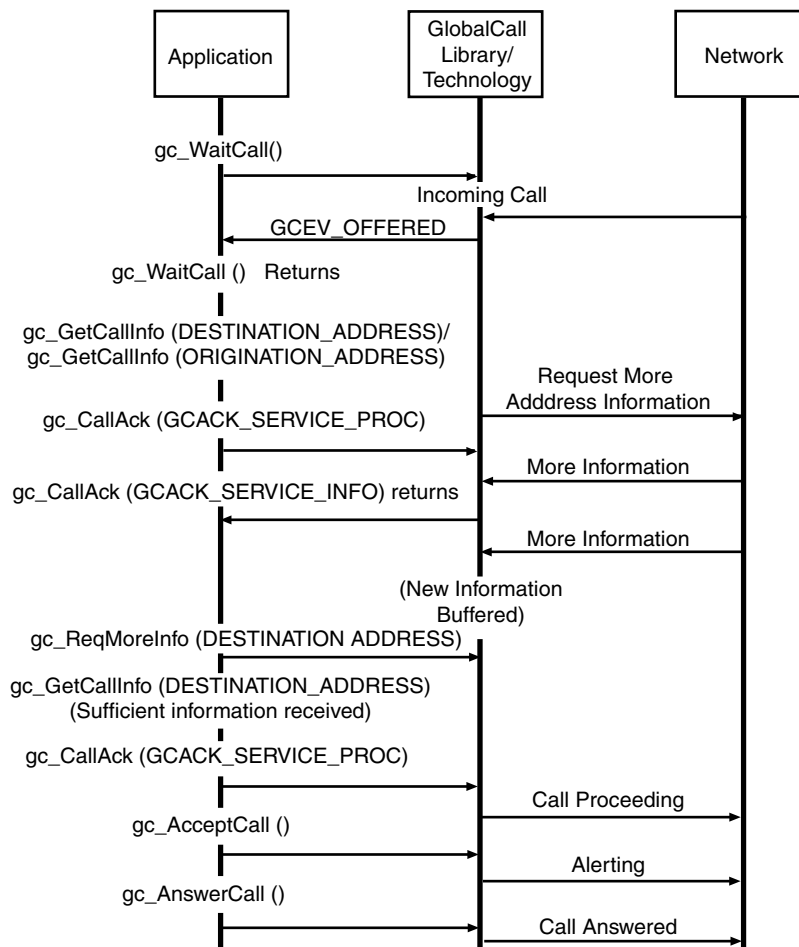 Application
GlobalCall
Library/
Technology
Network
gc_WaitCall()
Incoming Call
GCEV_OFFERED
gc_WaitCall () Returns
gc_GetCallInfo (DESTINATION_ADDRESS)/
gc_GetCallInfo (ORIGINATION_ADDRESS)
Request More
Adddress Information
gc_CallAck (GCACK_SERVICE_PROC)
More Information
gc_CallAck (GCACK_SERVICE_INFO) returns
More Information
(New Information
Buffered)
gc_ReqMoreInfo (DESTINATION ADDRESS)
gc_GetCallInfo (DESTINATION_ADDRESS)
(Sufficient information received)
gc_CallAck (GCACK_SERVICE_PROC)
Call Proceeding
gc_AcceptCall ()
Alerting
gc_AnswerCall ()
Call Answered